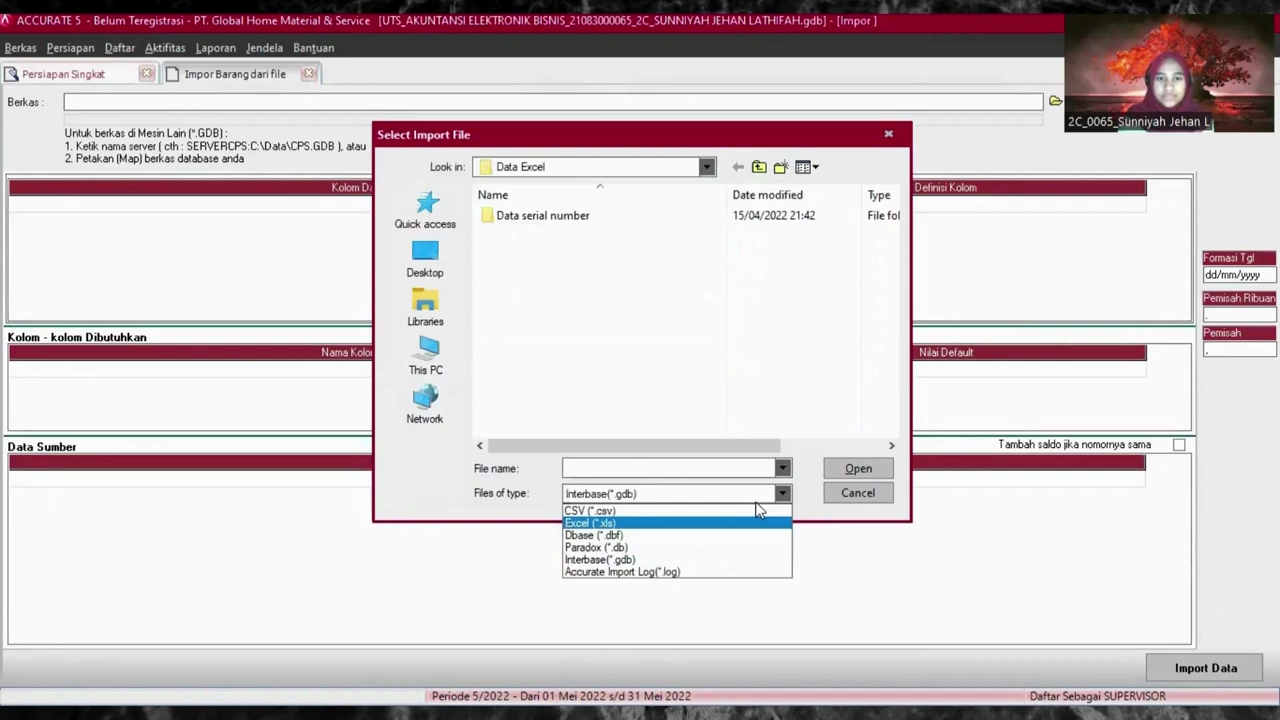 ACCURATE 5 - Belum Teregistrasi - PT. Global Home Material & Service [UTS_AKUNTANSI ELEKTRONIK BISNIS_21083000065_2C_SUNNIYAH JEHAN LATHIFAH.gdb] - [Impor ]
Berkas Persiapan Daftar Aktifitas Laporan Jendela Bantuan
Persiapan Singkat
Impor Barang dari file
Berkas :
2C_0065_Sunniyah Jehan L
Untuk berkas di Mesin Lain (*.GDB) :
1. Ketik nama server ( cth : SERVERCPS:C:\Data\CPS.GDB ), atau
2. Petakan (Map) berkas database anda
Kolom Da
Definisi Kolom
Select Import File
Look in: Data Excel
Name Date modified Type
Data serial number 15/04/2022 21:42 File fol
Quick access
Desktop
Libraries
This PC
Network
File name: Open
Files of type: Interbase(*.gdb) Cancel
CSV (*.csv)
Excel (*.xls)
Dbase (*.dbf)
Paradox (*.db)
Interbase(*.gdb)
Accurate Import Log(*.log)
Formasi Tgl
dd/mm/yyyy
Pemisah Ribuan
.
Pemisah
,
Kolom - kolom Dibutuhkan
Nama Kolo
Nilai Default
Data Sumber
Tambah saldo jika nomornya sama
Import Data
Periode 5/2022 - Dari 01 Mei 2022 s/d 31 Mei 2022
Daftar Sebagai SUPERVISOR